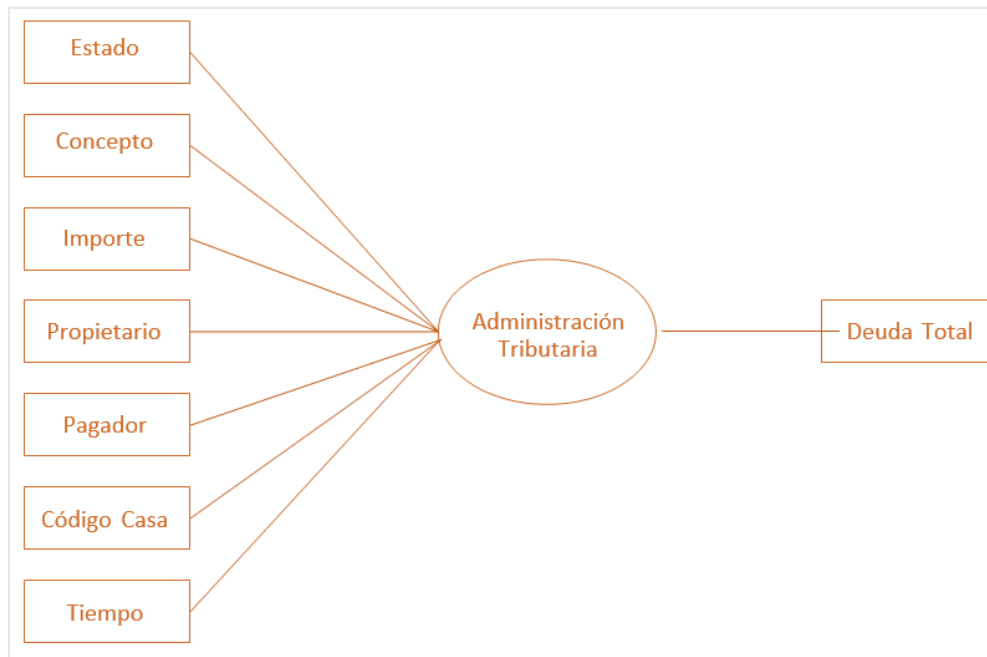 Estado
Concepto
Importe
Propietario
Pagador
Código Casa
Tiempo
Administración
Tributaria
Deuda Total